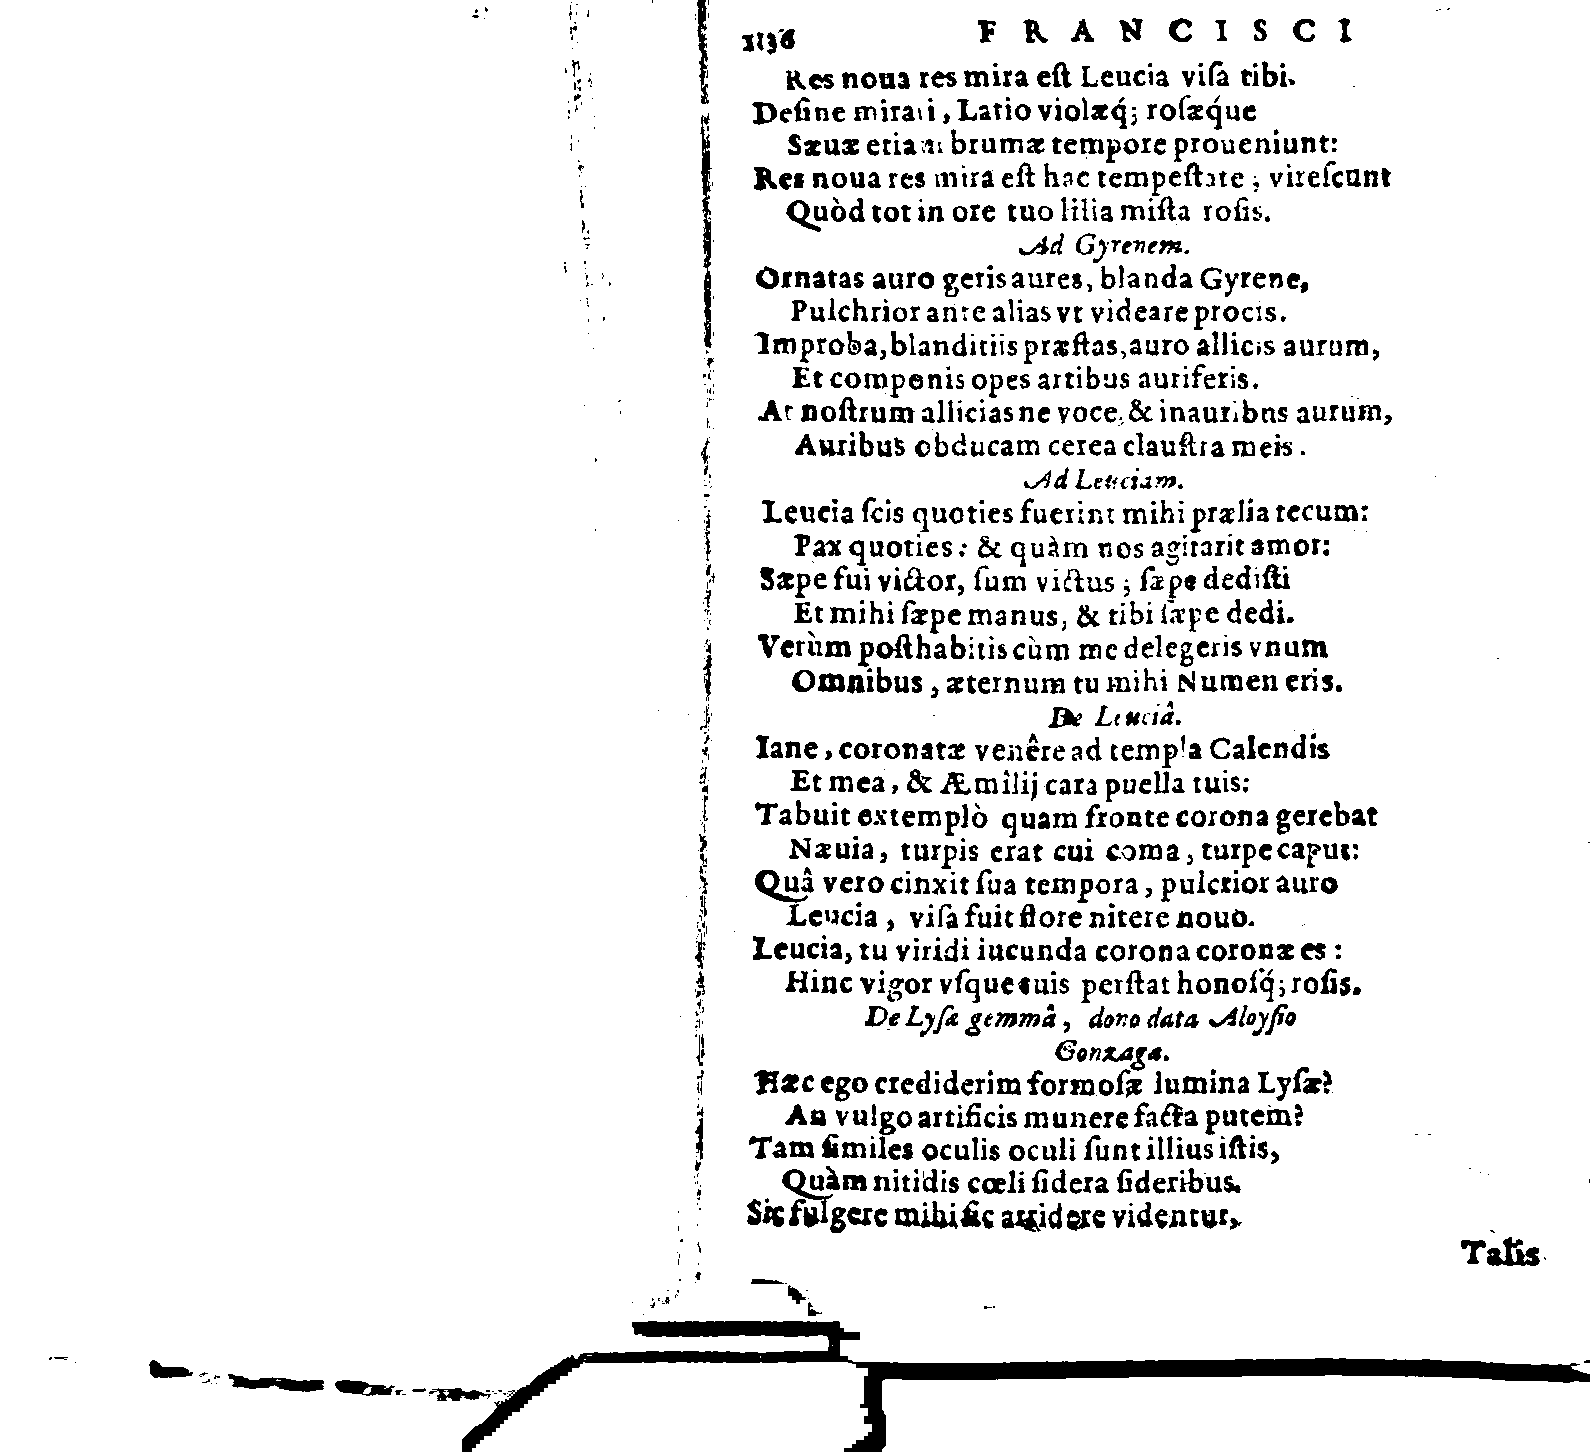 1136 FRANCISCI
Res noua res mira eſt Leucia viſa tibi.
Deſine mirari, Latio violæq́; roſæq́ue
Sæuæ etiam brumæ tempore proueniunt:
Res noua res mira eſt hac tempeſtate; vireſcunt
Quòd tot in ore tuo lilia miſta roſis.
Ad Gyrenem.
Ornatas auro geris aures, blanda Gyrene,
Pulchrior ante alias vt videare procis.
Improba, blanditiis præſtas, auro allicis aurum,
Et componis opes artibus auriferis.
At noſtrum allicias ne voce, & inauribus aurum,
Auribus obducam cerea clauſtra meis.
Ad Leuciam.
Leucia ſcis quoties fuerint mihi prælia tecum:
Pax quoties: & quàm nos agitarit amor:
Sæpe fui victor, ſum victus; ſæpe dediſti
Et mihi ſæpe manus, & tibi ſæpe dedi.
Verùm poſthabitis cùm me delegeris vnum
Omnibus, æternum tu mihi Numen eris.
De Leuciâ.
Iane, coronatæ venêre ad templa Calendis
Et mea, & Æmilij cara puella tuis:
Tabuit extemplò quam fronte corona gerebat
Næuia, turpis erat cui coma, turpe caput:
Quâ vero cinxit ſua tempora, pulcrior auro
Leucia, viſa fuit flore nitere nouo.
Leucia, tu viridi iucunda corona coronæ es:
Hinc vigor vſque tuis perſtat honoſq́; roſis.
De Lyſæ gemmâ, dono data Aloyſio
Gonzaga.
Hæc ego crediderim formoſæ lumina Lyſæ?
An vulgo artificis munere facta putem?
Tam ſimiles oculis oculi ſunt illius iſtis,
Quàm nitidis cœli ſidera ſideribus.
Sic fulgere mihi ſic arridere videntur,
Talis